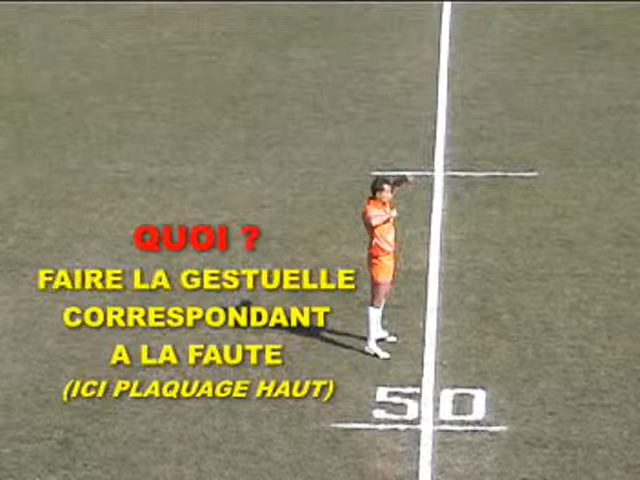 QUOI ?
FAIRE LA GESTUELLE
CORRESPONDANT
A LA FAUTE
(ICI PLAQUAGE HAUT)
50